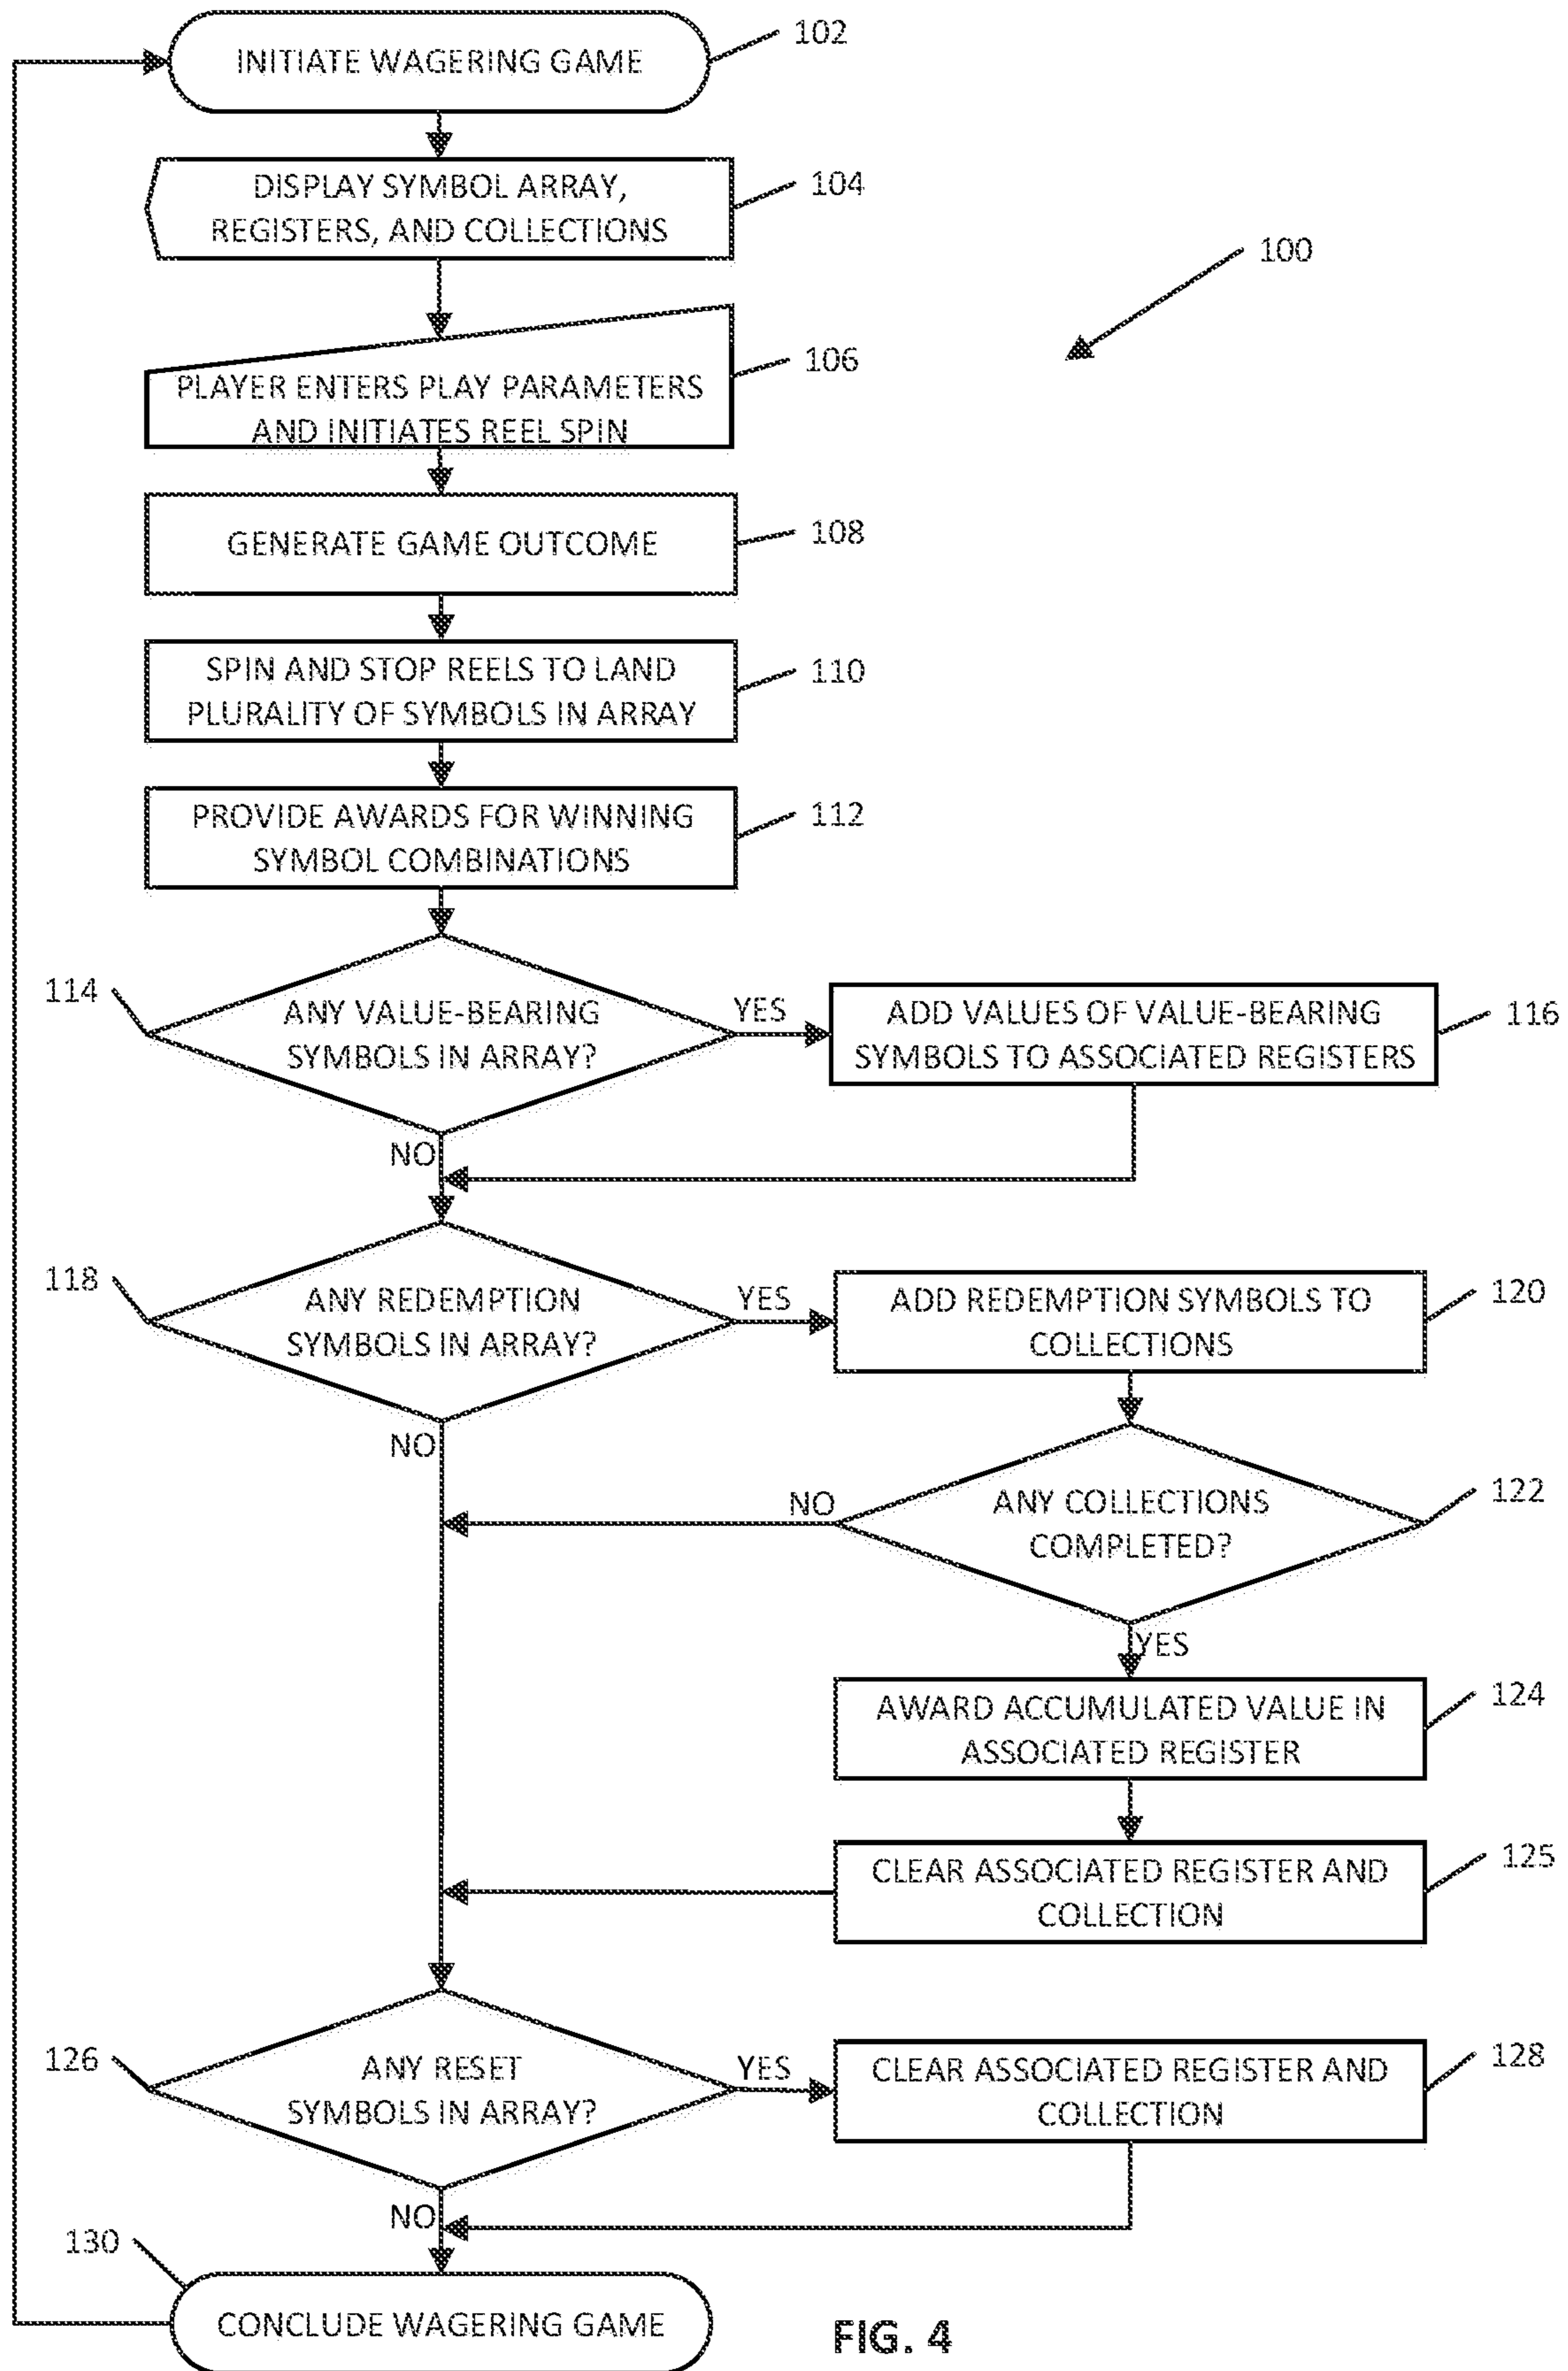 INITIATE WAGERING GAME
102
DISPLAY SYMBOL ARRAY,
REGISTERS, AND COLLECTIONS
104
100
PLAYER ENTERS PLAY PARAMETERS
AND INITIATES REEL SPIN
106
GENERATE GAME OUTCOME
108
SPIN AND STOP REELS TO LAND
PLURALITY OF SYMBOLS IN ARRAY
110
PROVIDE AWARDS FOR WINNING
SYMBOL COMBINATIONS
112
114
ANY VALUE-BEARING
SYMBOLS IN ARRAY?
YES
ADD VALUES OF VALUE-BEARING
SYMBOLS TO ASSOCIATED REGISTERS
116
NO
118
ANY REDEMPTION
SYMBOLS IN ARRAY?
YES
ADD REDEMPTION SYMBOLS TO
COLLECTIONS
120
NO
NO
ANY COLLECTIONS
COMPLETED?
122
YES
AWARD ACCUMULATED VALUE IN
ASSOCIATED REGISTER
124
CLEAR ASSOCIATED REGISTER AND
COLLECTION
125
126
ANY RESET
SYMBOLS IN ARRAY?
YES
CLEAR ASSOCIATED REGISTER AND
COLLECTION
128
NO
130
CONCLUDE WAGERING GAME
FIG. 4